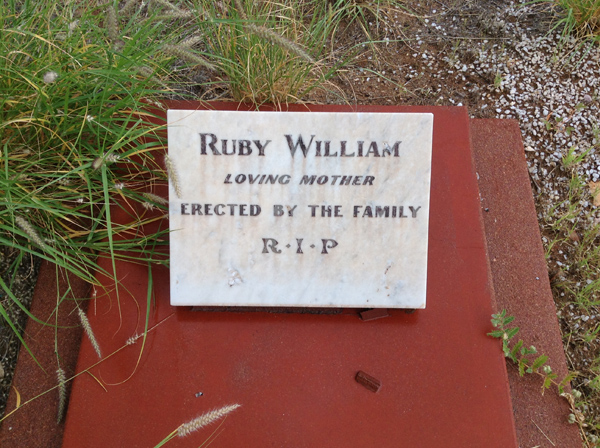 RUBY WILLIAM
LOVING MOTHER
ERECTED BY THE FAMILY
R·I·P